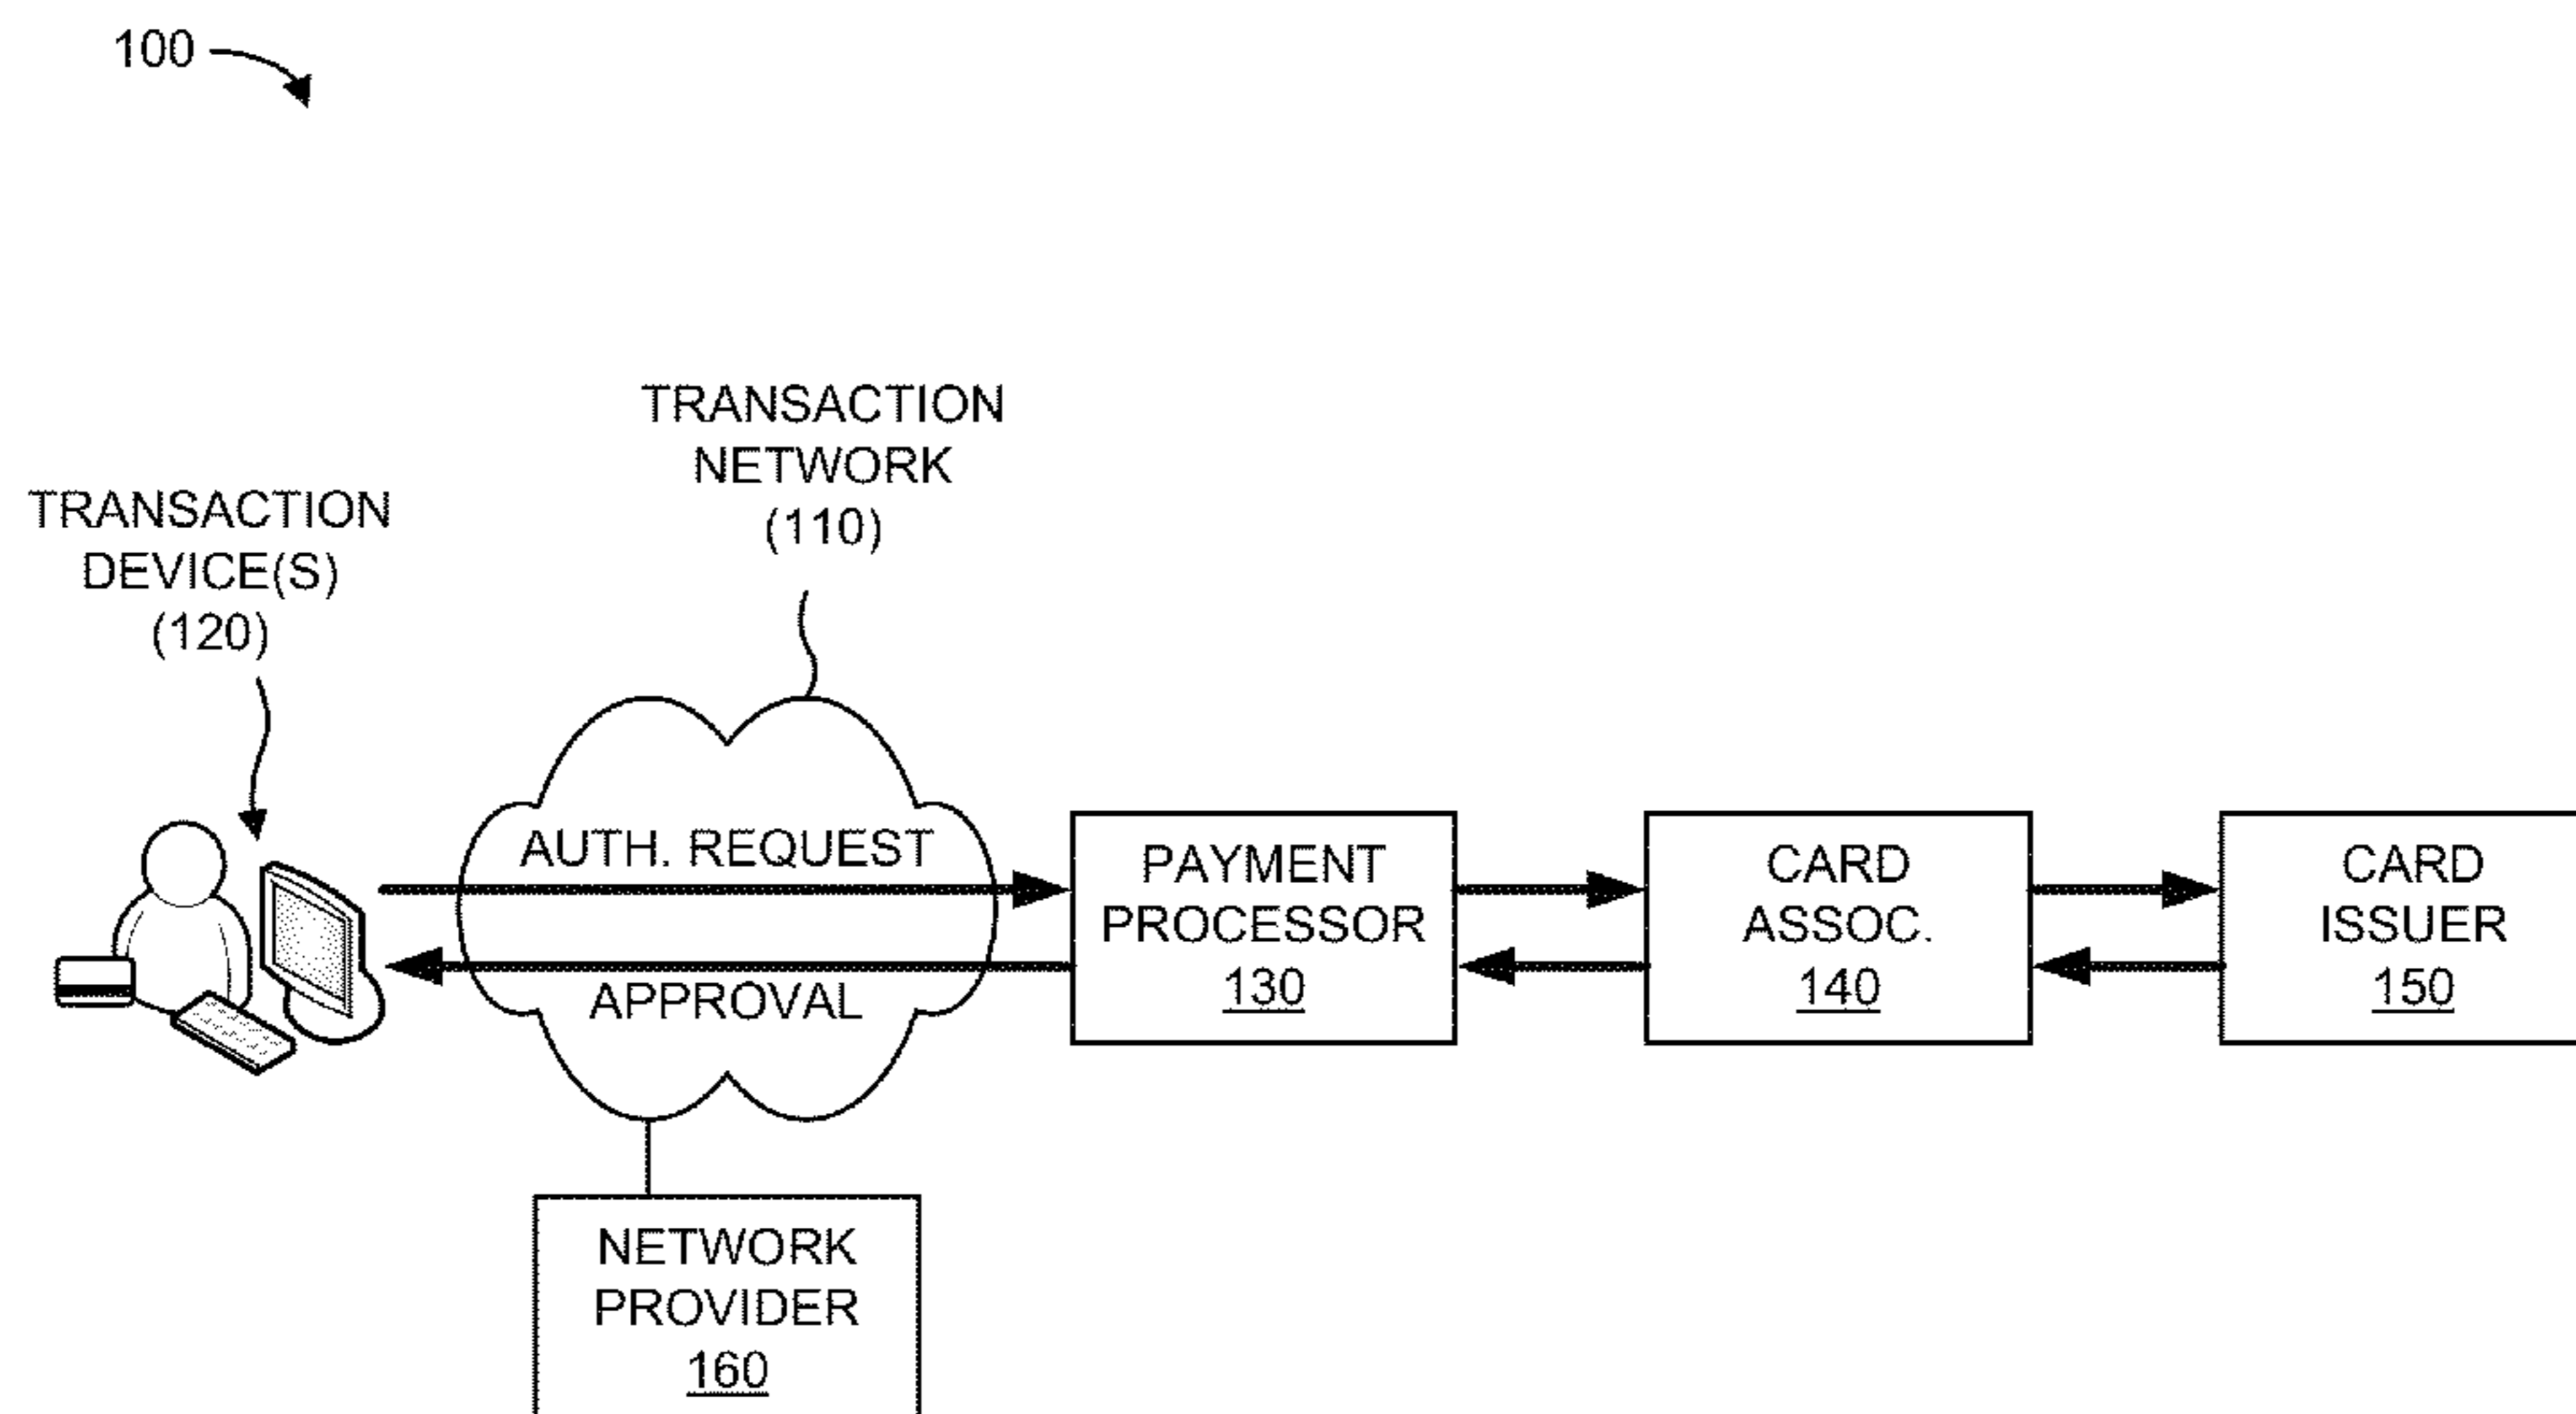 100
TRANSACTION
NETWORK
(110)
TRANSACTION
DEVICE(S)
(120)
AUTH. REQUEST
APPROVAL
PAYMENT
PROCESSOR
130
CARD
ASSOC.
140
CARD
ISSUER
150
NETWORK
PROVIDER
160